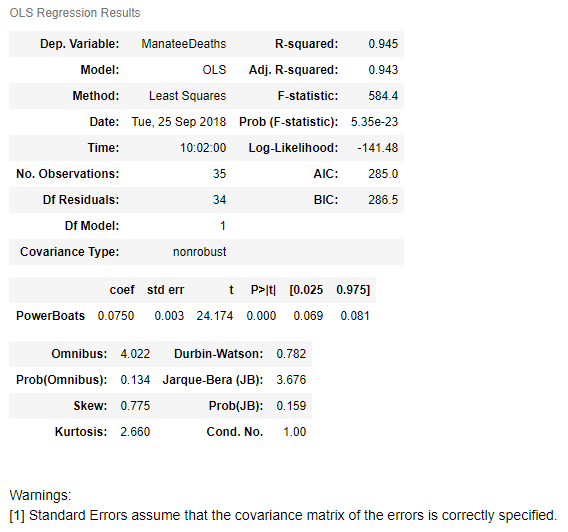 OLS Regression Results
Dep. Variable: ManateeDeaths R-squared: 0.945
Model: OLS Adj. R-squared: 0.943
Method: Least Squares F-statistic: 584.4
Date: Tue, 25 Sep 2018 Prob (F-statistic): 5.35e-23
Time: 10:02:00 Log-Likelihood: -141.48
No. Observations: 35 AIC: 285.0
Df Residuals: 34 BIC: 286.5
Df Model: 1
Covariance Type: nonrobust
coef std err t P>|t| [0.025 0.975]
PowerBoats 0.0750 0.003 24.174 0.000 0.069 0.081
Omnibus: 4.022 Durbin-Watson: 0.782
Prob(Omnibus): 0.134 Jarque-Bera (JB): 3.676
Skew: 0.775 Prob(JB): 0.159
Kurtosis: 2.660 Cond. No. 1.00
Warnings:
[1] Standard Errors assume that the covariance matrix of the errors is correctly specified.